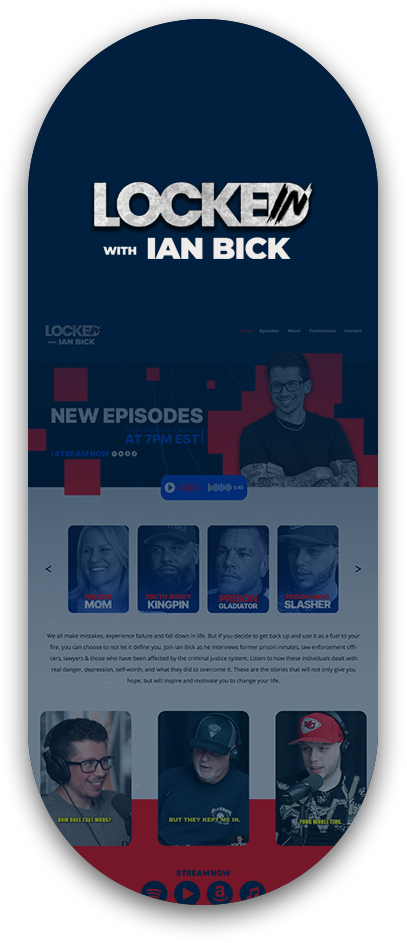 LOCKED IN
WITH IAN BICK
LOCKED IN
WITH IAN BICK
Home Episodes About Testimonials Contact
NEW EPISODES
AT 7PM EST
STREAM NOW
5:45
MOM
SOUTH JERSEY
KINGPIN
PRISON
GLADIATOR
SLASHER
We all make mistakes, experience failure and fall down in life. But if you decide to get back up and use it as a fuel to your
fire, you can choose to not let it define you. Join Ian Bick as he interviews former prison inmates, law enforcement offi-
cers, lawyers & those who have been affected by the criminal justice system. Listen to how these individuals dealt with
real danger, depression, self-worth, and what they did to overcome it. These are the stories that will not only give you
hope, but will inspire and motivate you to change your life.
HOW DOES THAT WORK?
BUT THEY KEPT ME IN.
YOUR WHOLE TIME.
STREAM NOW